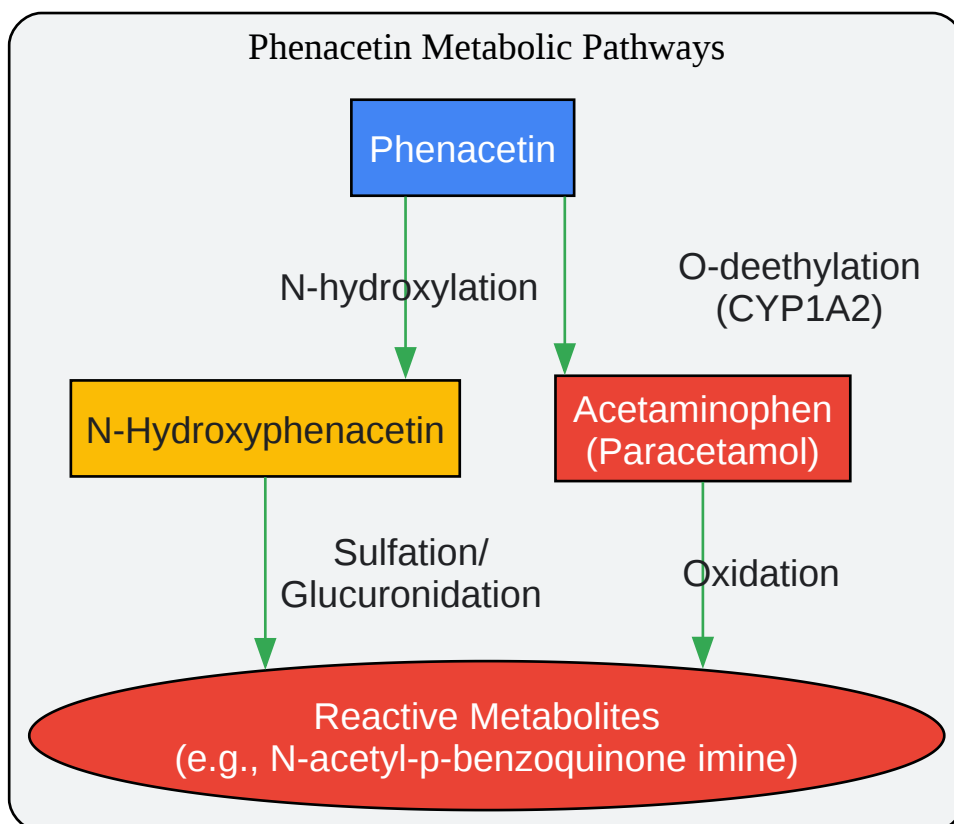 Phenacetin Metabolic Pathways
Phenacetin
N-hydroxylation
O-deethylation
(CYP1A2)
N-Hydroxyphenacetin
Acetaminophen
(Paracetamol)
Sulfation/
Glucuronidation
Oxidation
Reactive Metabolites
(e.g., N-acetyl-p-benzoquinone imine)